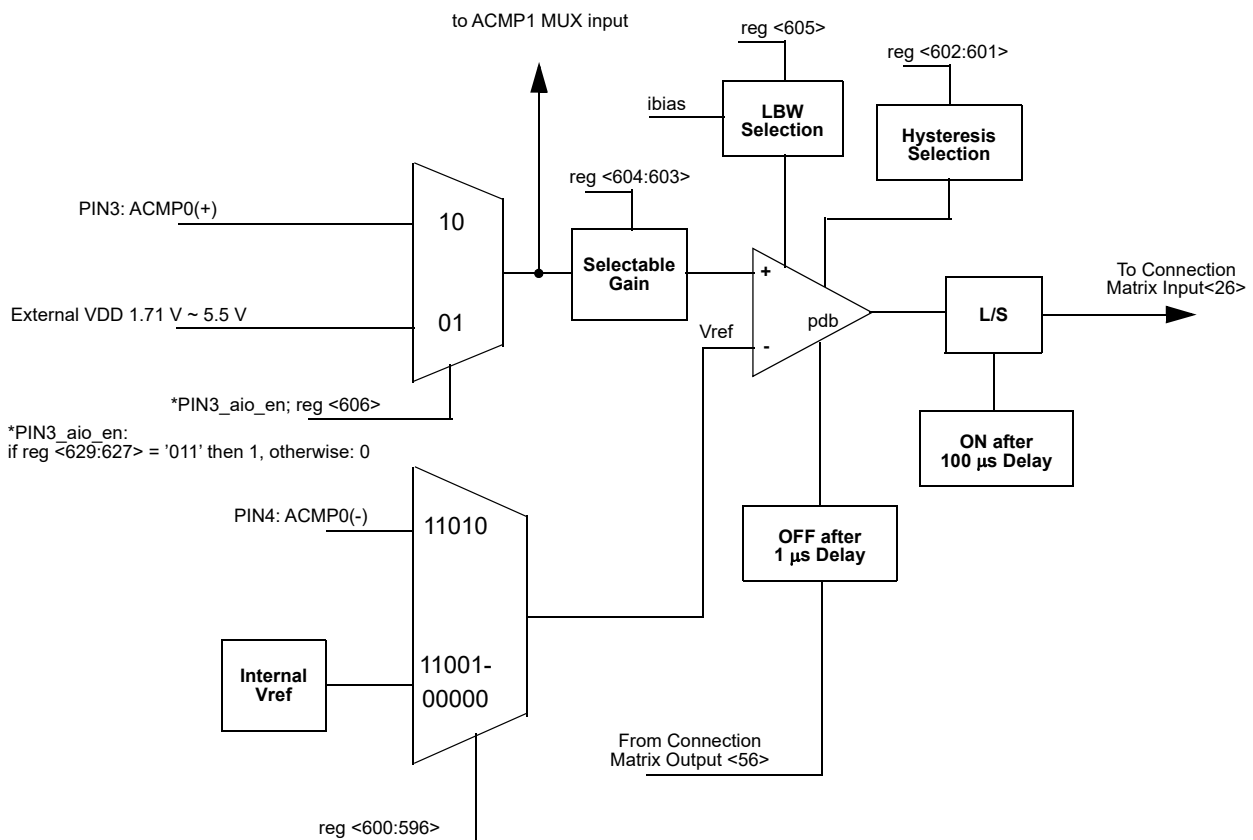 to ACMP1 MUX input
reg <605>
reg <602:601>
ibias
LBW
Selection
Hysteresis
Selection
reg <604:603>
PIN3: ACMP0(+)
10
Selectable
Gain
+
To Connection
Matrix Input<26>
L/S
External VDD 1.71 V ~ 5.5 V
01
Vref
pdb
-
*PIN3_aio_en; reg <606>
*PIN3_aio_en:
if reg <629:627> = ’011’ then 1, otherwise: 0
ON after
100 µs Delay
PIN4: ACMP0(-)
11010
OFF after
1 µs Delay
Internal
Vref
11001-
00000
From Connection
Matrix Output <56>
reg <600:596>